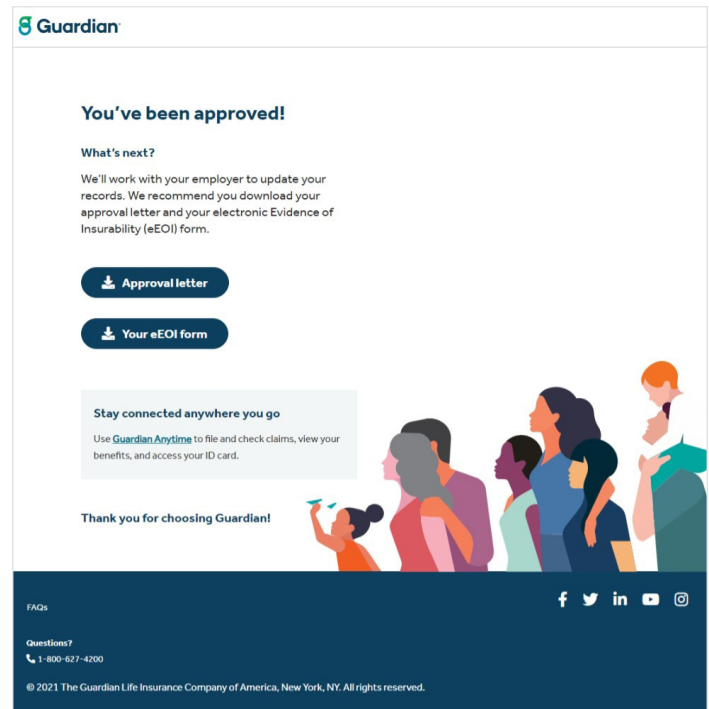 Guardian
You've been approved!
What's next?
We'll work with your employer to update your
records. We recommend you download your
approval letter and your electronic Evidence of
Insurability (eEOI) form.
Approval letter
Your eEOI form
Stay connected anywhere you go
Use Guardian Anytime to file and check claims, view your
benefits, and access your ID card.
Thank you for choosing Guardian!
FAQs
Questions?
1-800-627-4200
© 2021 The Guardian Life Insurance Company of America, New York, NY. All rights reserved.